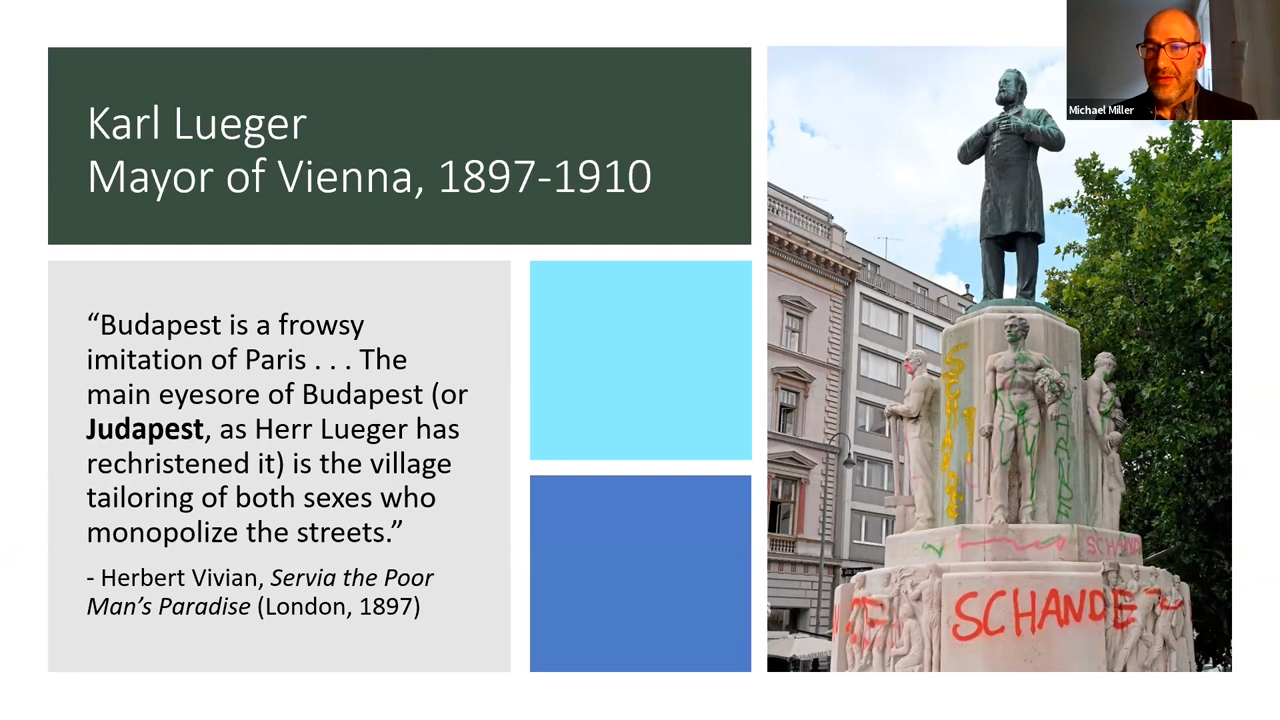 Karl Lueger
Mayor of Vienna, 1897-1910
“Budapest is a frowsy
imitation of Paris . . . The
main eyesore of Budapest (or
Judapest, as Herr Lueger has
rechristened it) is the village
tailoring of both sexes who
monopolize the streets.”
- Herbert Vivian, Servia the Poor
Man’s Paradise (London, 1897)
Michael Miller
SCHANDE
SCHANDE
SCHANDE